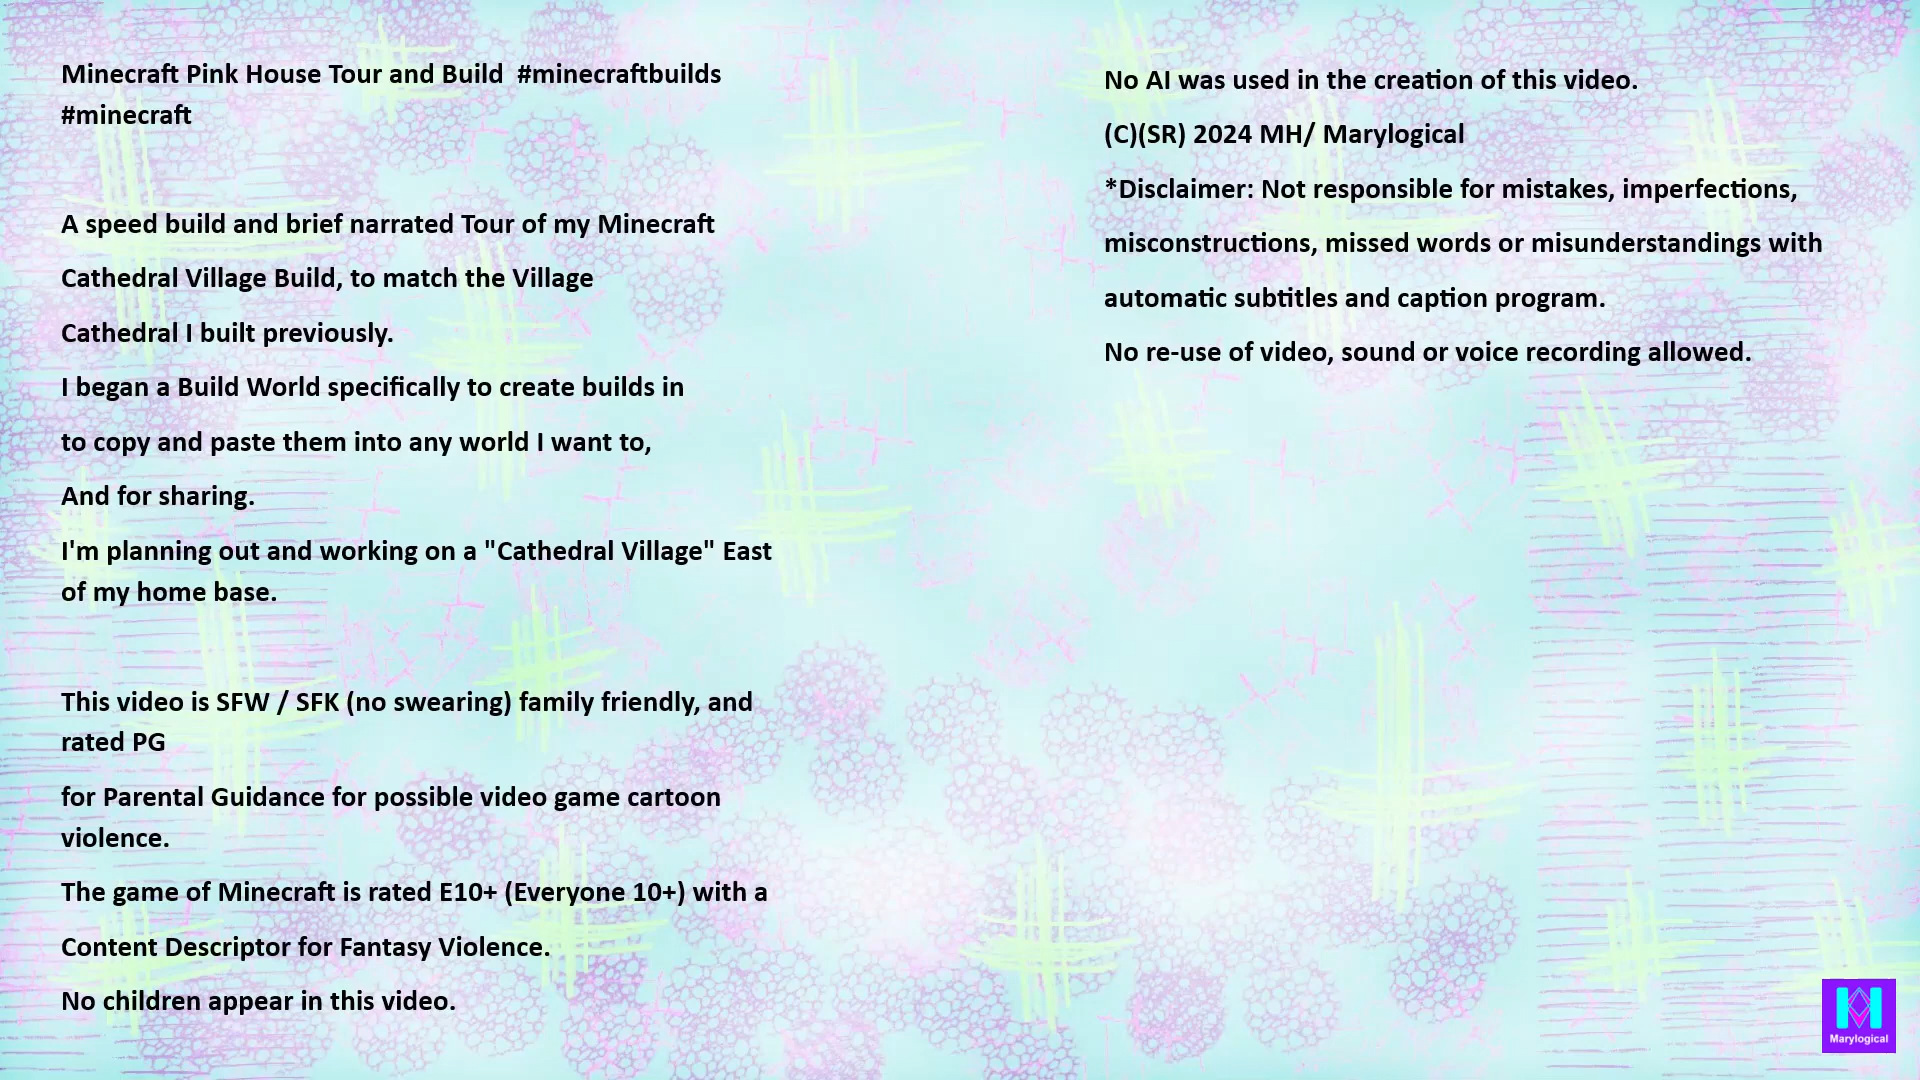 Minecraft Pink House Tour and Build  #minecraftbuilds
#minecraft
A speed build and brief narrated Tour of my Minecraft
Cathedral Village Build, to match the Village
Cathedral I built previously.
I began a Build World specifically to create builds in
to copy and paste them into any world I want to,
And for sharing.
I'm planning out and working on a "Cathedral Village" East
of my home base.
This video is SFW / SFK (no swearing) family friendly, and
rated PG
for Parental Guidance for possible video game cartoon
violence.
The game of Minecraft is rated E10+ (Everyone 10+) with a
Content Descriptor for Fantasy Violence.
No children appear in this video.
No AI was used in the creation of this video.
(C)(SR) 2024 MH/ Marylogical
*Disclaimer: Not responsible for mistakes, imperfections,
misconstructions, missed words or misunderstandings with
automatic subtitles and caption program.
No re-use of video, sound or voice recording allowed.
Marylogical